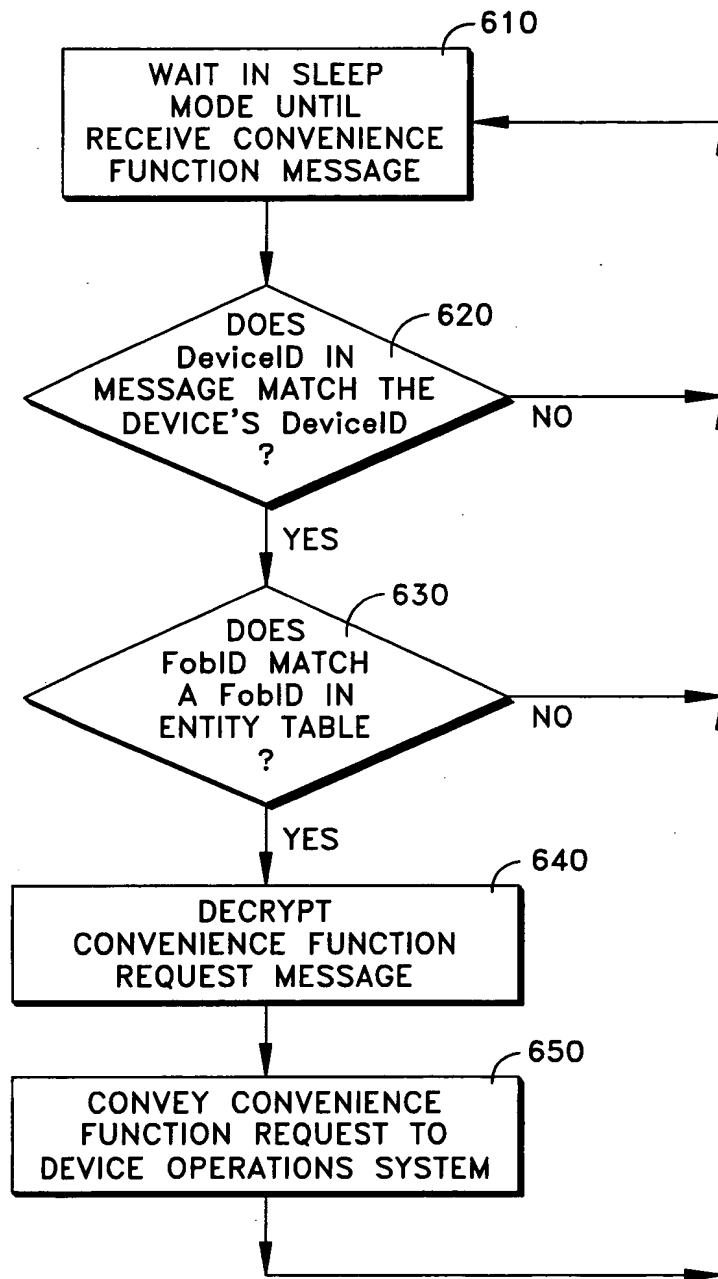 610
WAIT IN SLEEP
MODE UNTIL
RECEIVE CONVENIENCE
FUNCTION MESSAGE
620
DOES
DeviceID IN
MESSAGE MATCH THE
DEVICE'S DeviceID
?
NO
YES
630
DOES
FobID MATCH
A FobID IN
ENTITY TABLE
?
NO
YES
640
DECRYPT
CONVENIENCE FUNCTION
REQUEST MESSAGE
650
CONVEY CONVENIENCE
FUNCTION REQUEST TO
DEVICE OPERATIONS SYSTEM